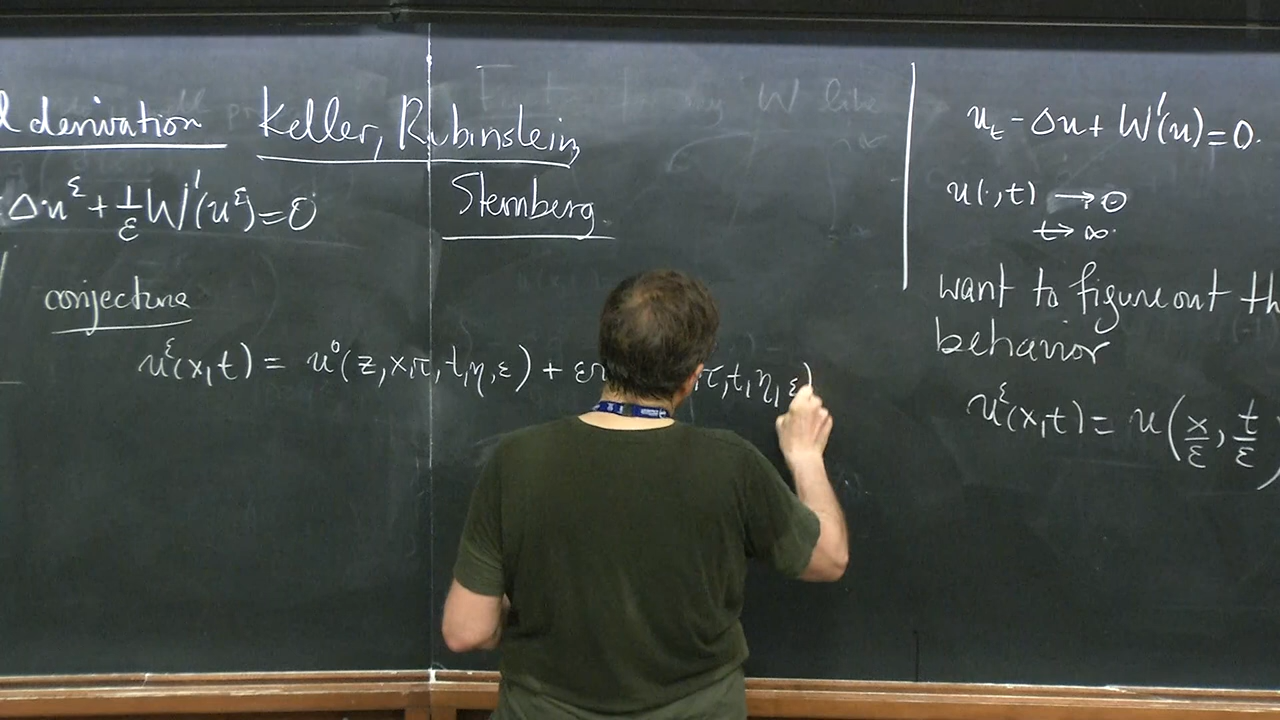 derivation Keller, Rubinstein,
Sternberg.
Δu^ε + 1/ε W'(u^ε) = 0
conjecture
u^ε(x,t) = u^0(z,x,τ,t,η,ε) + ε τ,t,η,ε)
u_t - Δu + W'(u) = 0.
u(·,t) → 0
t → ∞
want to figure out th
behavior
u^ε(x,t) = u(x/ε, t/ε